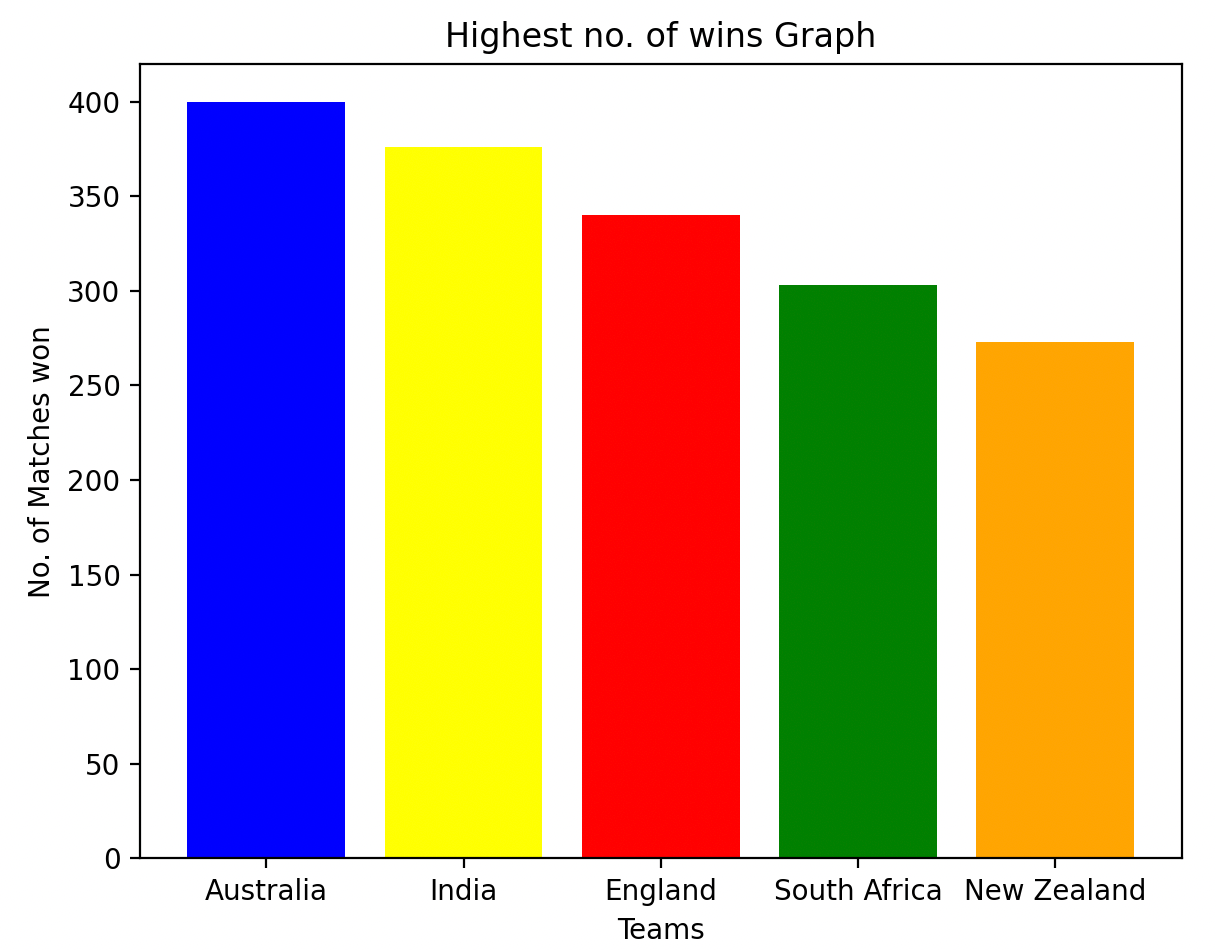 Highest no. of wins Graph
No. of Matches won
400
350
300
250
200
150
100
50
0
Australia India England South Africa New Zealand
Teams